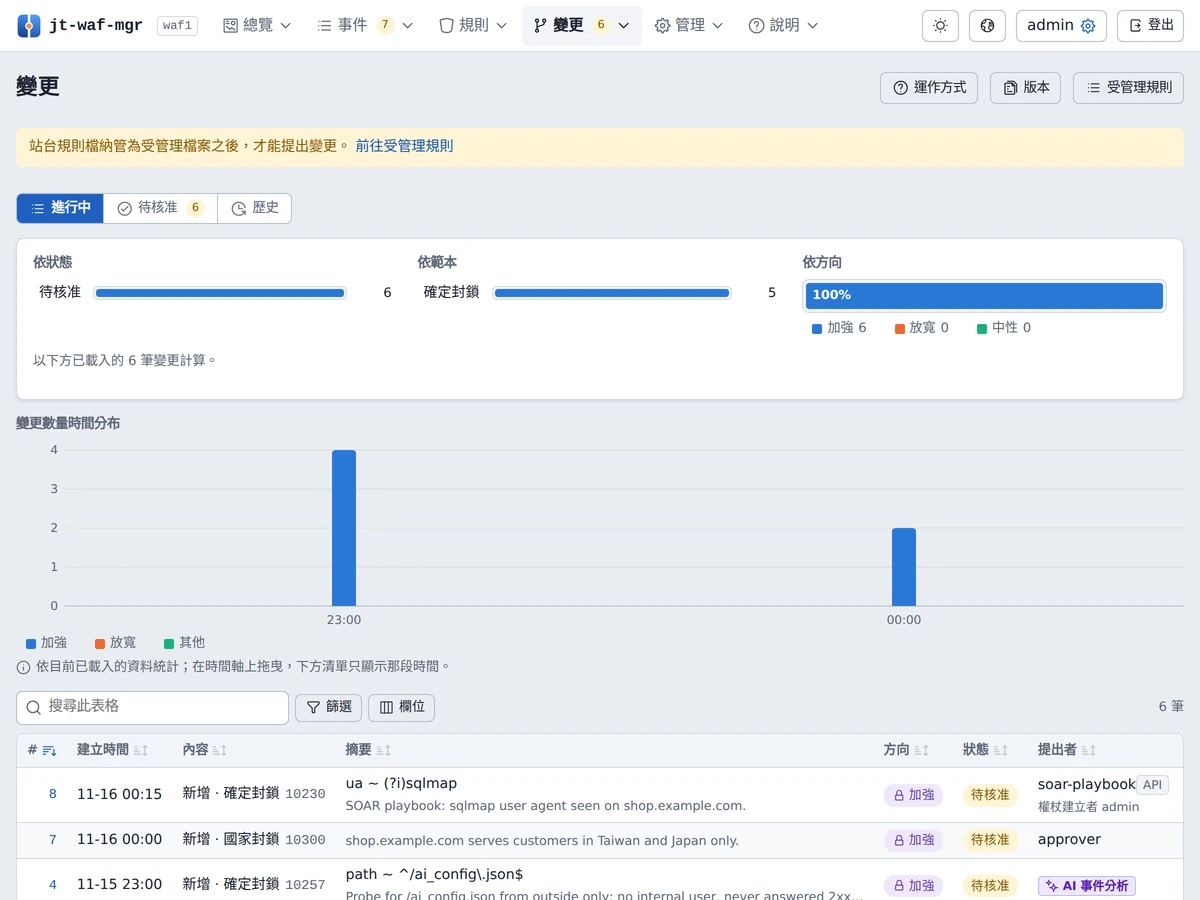 jt-waf-mgr waf1 總覽 事件 7 規則 變更 6 管理 說明 admin 登出
變更
運作方式 版本 受管理規則
站台規則檔納管為受管理檔案之後，才能提出變更。 前往受管理規則
進行中 待核准 6 歷史
依狀態 依範本 依方向
待核准 6 確定封鎖 5 100%
加強 6 放寬 0 中性 0
以下方已載入的 6 筆變更計算。
變更數量時間分布
4
3
2
1
0
23:00 00:00
加強 放寬 其他
依目前已載入的資料統計；在時間軸上拖曳，下方清單只顯示那段時間。
搜尋此表格 篩選 欄位 6 筆
# 建立時間 內容 摘要 方向 狀態 提出者
8 11-16 00:15 新增 · 確定封鎖 10230 ua ~ (?i)sqlmap 加強 待核准 soar-playbook API
SOAR playbook: sqlmap user agent seen on shop.example.com. 權杖建立者 admin
7 11-16 00:00 新增 · 國家封鎖 10300 shop.example.com serves customers in Taiwan and Japan only. 加強 待核准 approver
4 11-15 23:00 新增 · 確定封鎖 10257 path ~ ^/ai_config\.json$ 加強 待核准 AI 事件分析
Probe for /ai_config.json from outside only; no internal user, never answered 2xx…